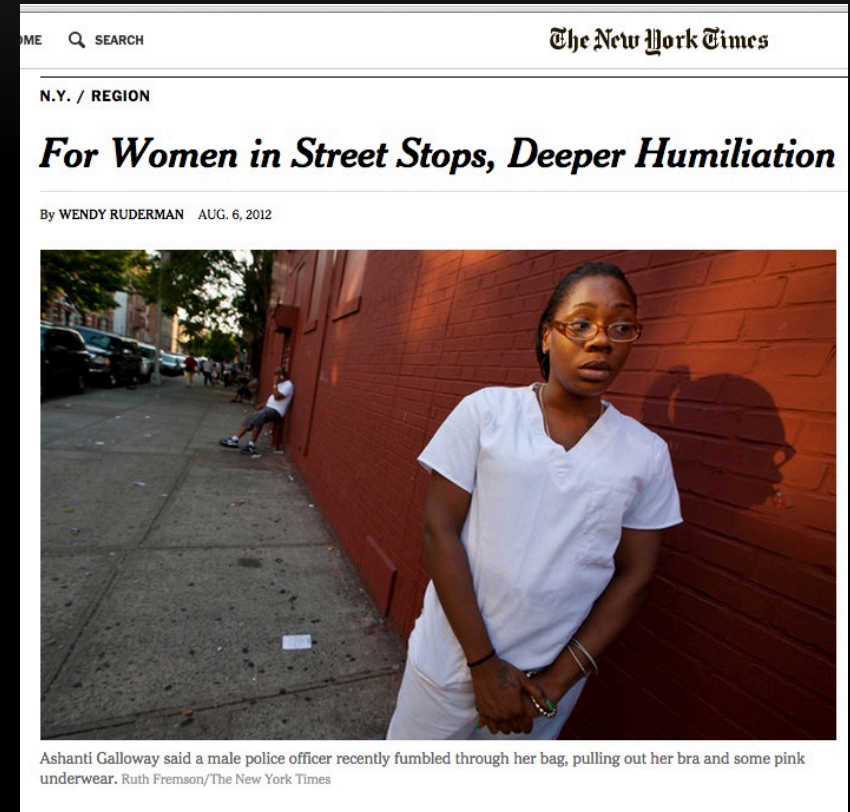 OME SEARCH The New York Times
N.Y. / REGION
For Women in Street Stops, Deeper Humiliation
By WENDY RUDERMAN AUG. 6, 2012
Ashanti Galloway said a male police officer recently fumbled through her bag, pulling out her bra and some pink
underwear. Ruth Fremson/The New York Times